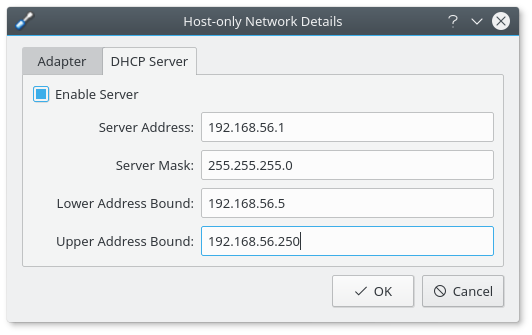 Host-only Network Details
Adapter DHCP Server
Enable Server
Server Address: 192.168.56.1
Server Mask: 255.255.255.0
Lower Address Bound: 192.168.56.5
Upper Address Bound: 192.168.56.250
OK Cancel